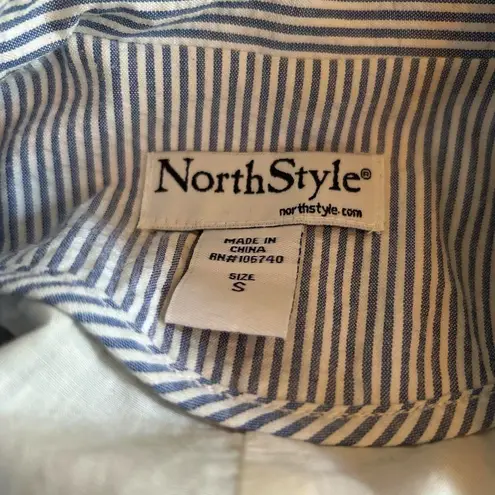 NorthStyle®
northstyle.com
MADE IN
CHINA
RN#106740
SIZE
S